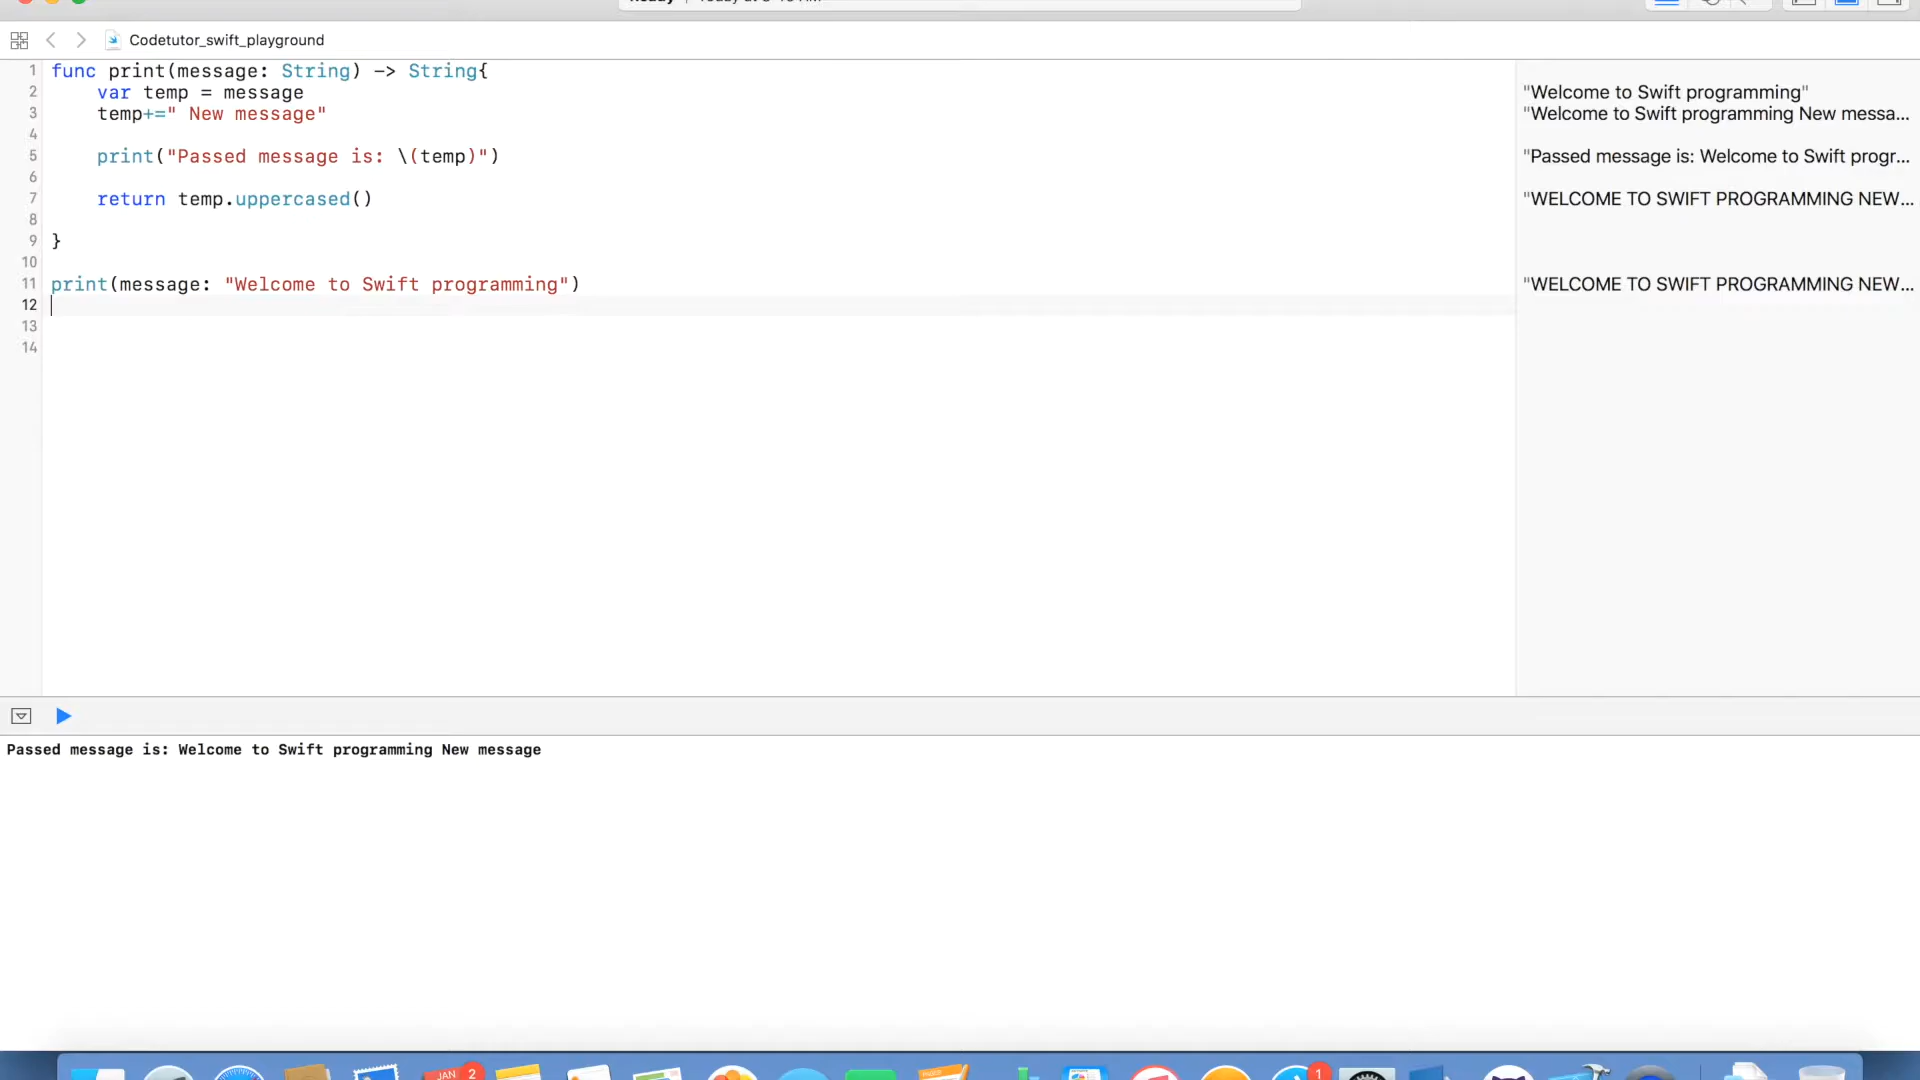 Codetutor_swift_playground
1 func print(message: String) -> String{
2 var temp = message
3 temp+=" New message"
4
5 print("Passed message is: \(temp)")
6
7 return temp.uppercased()
8
9 }
10
11 print(message: "Welcome to Swift programming")
12
13
14
"Welcome to Swift programming"
"Welcome to Swift programming New messa...
"Passed message is: Welcome to Swift progr...
"WELCOME TO SWIFT PROGRAMMING NEW...
"WELCOME TO SWIFT PROGRAMMING NEW...
Passed message is: Welcome to Swift programming New message
JAN 2
1